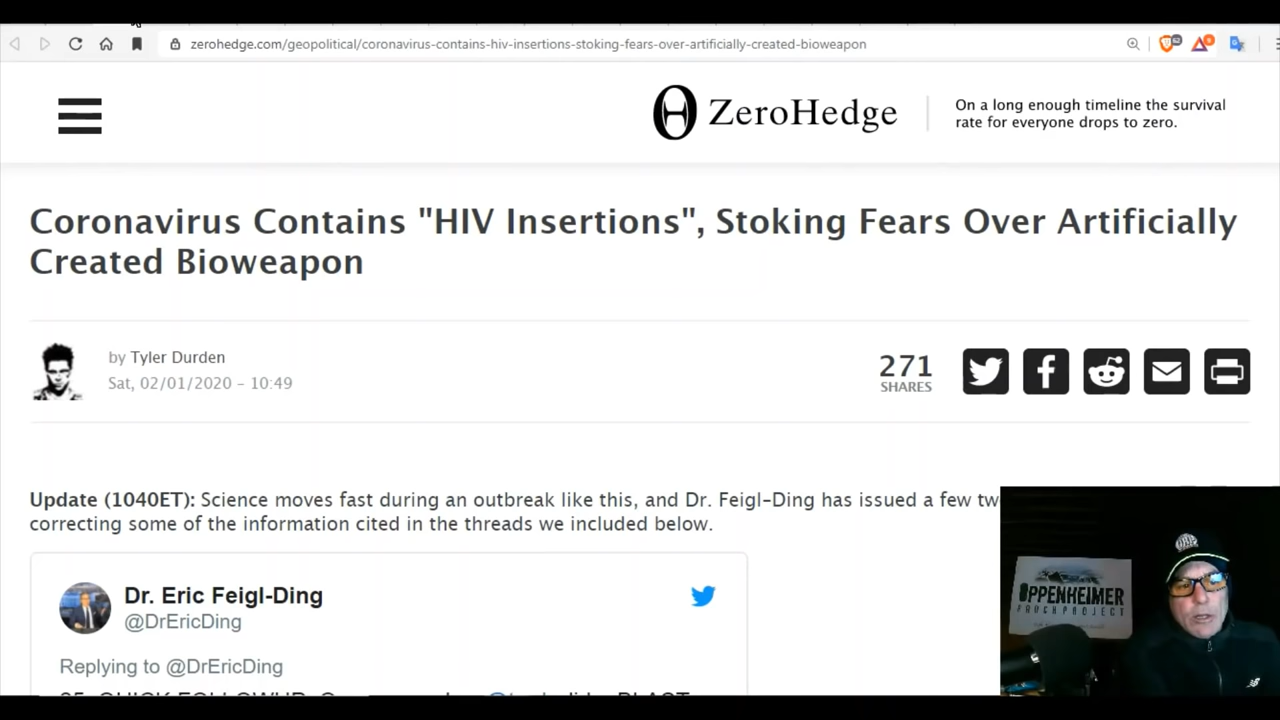 zerohedge.com/geopolitical/coronavirus-contains-hiv-insertions-stoking-fears-over-artificially-created-bioweapon
ZeroHedge
On a long enough timeline the survival
rate for everyone drops to zero.
Coronavirus Contains "HIV Insertions", Stoking Fears Over Artificially
Created Bioweapon
by Tyler Durden
Sat, 02/01/2020 - 10:49
271
SHARES
Update (1040ET): Science moves fast during an outbreak like this, and Dr. Feigl-Ding has issued a few tw
correcting some of the information cited in the threads we included below.
Dr. Eric Feigl-Ding
@DrEricDing
Replying to @DrEricDing
OPPENHEIMER
RANCH PROJECT